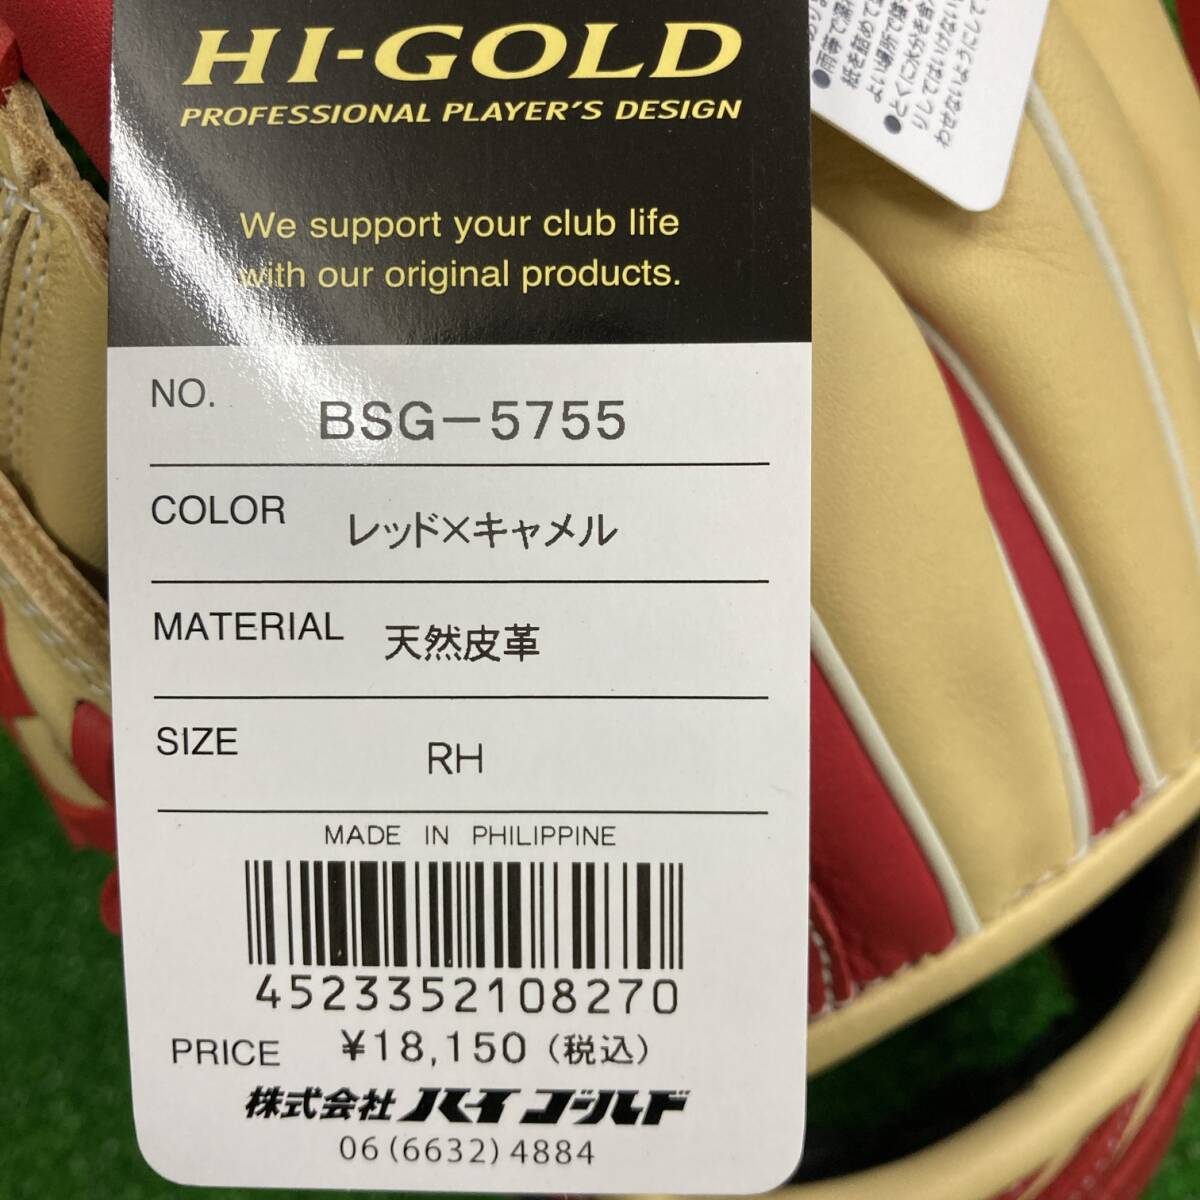 HI-GOLD
PROFESSIONAL PLAYER'S DESIGN
We support your club life
with our original products.
NO. BSG-5755
COLOR レッド×キャメル
MATERIAL 天然皮革
SIZE RH
MADE IN PHILIPPINE
4523352108270
PRICE ¥18,150(税込)
株式会社ハイゴールド
06(6632)4884